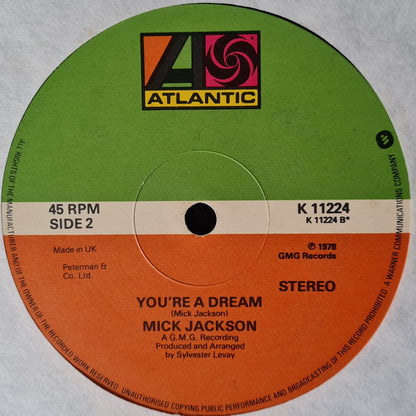 ATLANTIC
45 RPM
SIDE 2
K 11224
K 11224 B*
Made in UK
℗ 1978
GMG Records
Peterman &
Co. Ltd.
STEREO
YOU'RE A DREAM
(Mick Jackson)
MICK JACKSON
A G.M.G. Recording
Produced and Arranged
by Sylvester Levay
ALL RIGHTS OF THE MANUFACTURER AND OF THE OWNER OF THE RECORDED WORK RESERVED. UNAUTHORISED COPYING PUBLIC PERFORMANCE AND BROADCASTING OF THIS RECORD PROHIBITED. A WARNER COMMUNICATIONS COMPANY